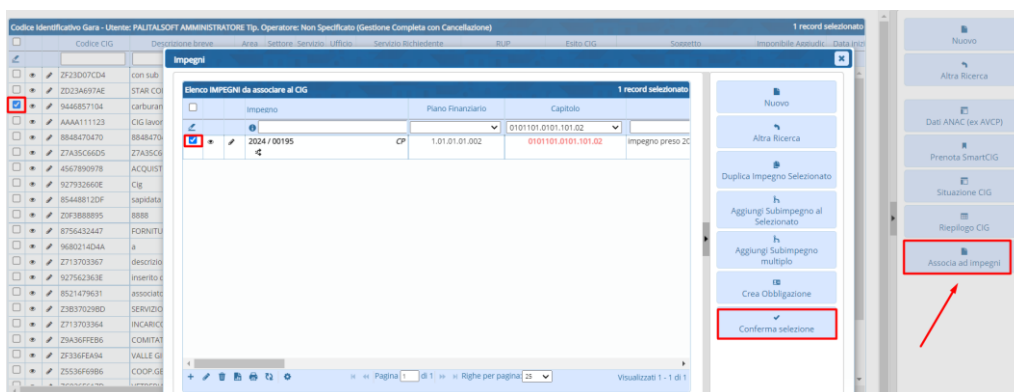 Codice Identificativo Gara - Utente: PALITALSOFT AMMINISTRATORE Tip. Operatore: Non Specificato (Gestione Completa con Cancellazione) 1 record selezionato
Codice CIG Descrizione breve Area Settore Servizio Ufficio Servizio Richiedente RUP Esito CIG Soggetto Imponibile Aggiudic Data inizi
ZF23D07CD4 con sub
ZD23A697AE STAR CO
9446857104 carburan
AAAA111123 CIG lavor
8848470470 8848470
Z7A35C66D5 Z7A35C6
4567890978 ACQUIST
927932660E Cig
85448812DF sapidata
Z0F3B88895 8888
8756432447 FORNITU
9680214D4A a
Z713703367 descrizio
927562363E inserito c
8521479631 associato
Z3B37029BD SERVIZIO
Z713703364 INCARICO
Z9A36FFEB6 COMITAT
ZF336FEA94 VALLE GI
Z5536F69B6 COOP.GE
Impegni
Elenco IMPEGNI da associare al CIG 1 record selezionato
Impegno Piano Finanziario Capitolo
0101101.0101.101.02
2024 / 00195 CP 1.01.01.01.002 0101101.0101.101.02 Impegno preso 20
Pagina 1 di 1 Righe per pagina: 25 Visualizzati 1 - 1 di 1
Nuovo
Altra Ricerca
Duplica Impegno Selezionato
Aggiungi Subimpegno al
Selezionato
Aggiungi Subimpegno
multiplo
Crea Obbligazione
Conferma selezione
Nuovo
Altra Ricerca
Dati ANAC (ex AVCP)
Prenota SmartCIG
Situazione CIG
Riepilogo CIG
Associa ad impegni